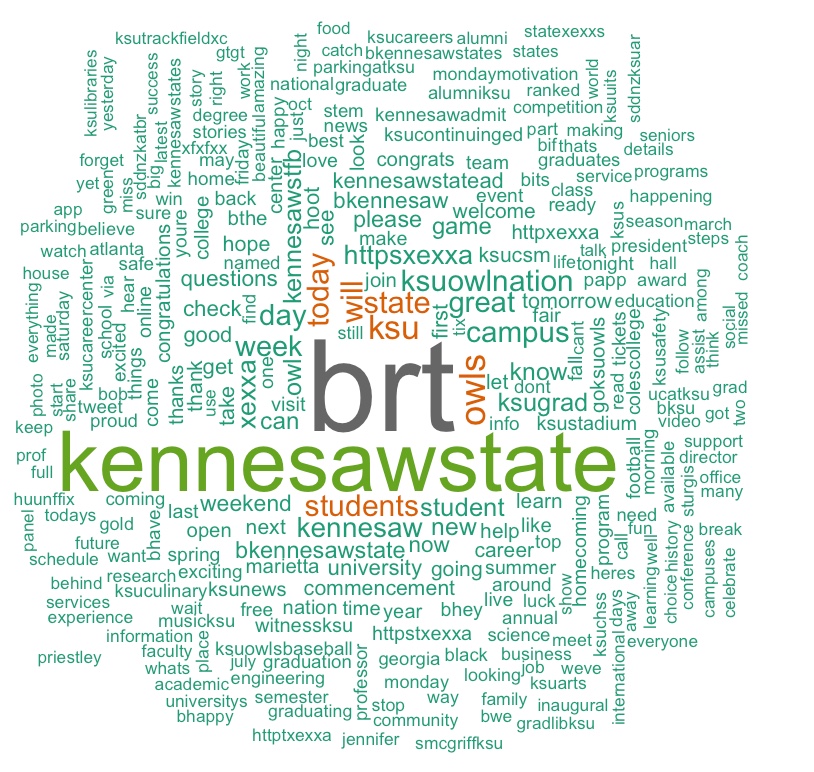 food
ksucareers alumni statexexxs
ksutrackfieldxc
gtgt
night
catch bkennesawstates states
parkingatksu
mondaymotivation
world
sddnzksuar
ksulibraries
yesterday
success
kennesawstates
story
right
work
beautifulamazing
national graduate
alumniksu ranked
ksuuits
oct
happy
just
stem
kennesawadmit competition
degree
stories
news
ksucontinuinged part making
seniors
xfxfxx
latest
big
sddnzkatbr
best
look
bif thats
details
forget
may
friday
love
congrats team graduates
yet
green
miss
home
center
kennesawstfb
kennesawstatead bits service programs
win
back
hoot
bkennesaw event class
happening
app
sure
youre
college
bthe
see
please welcome ready
ksus
parking believe
game httpxexxa
season march
watch atlanta
hope
make
talk president steps
coach
safe
httpsxexxa ksucsm life tonight hall
house
named
today
join ksuowlnation papp award
among
everything
made
saturday
ksucareercenter
school
via
hear
online
congratulations
questions
will
state
first
great tomorrow education
social
missed
check
find
day
still
ksu
tix
campus
fair
fall
cant
goksuowls
read
tickets
colescollege
ksusafety
follow
assist
think
excited
things
good
week
brt
owls
photo
start
share
bob
tweet
proud
come
thanks
thank
use
get
take
xexxa
one
owl
visit
can
let
dont
know
ksugrad
ucatksu grad
bksu
got
two
keep
info ksustadium
video
prof
full
kennesawstate
football
morning
available
sturgis
support
director
huunffix
coming
last weekend students student learn
office
many
panel
todays
gold
bhave
open next kennesaw new help like
homecoming
program
need
call
fun
well
learning
history
choice
conference
campuses
break
celebrate
future
schedule want spring
bkennesawstate now career top
behind research exciting marietta university going summer
heres
services
ksuculinary ksunews commencement around
show
days
away
experience
wait
free nation time year bhey live luck
annual
ksuchss
international
musicksu
witnessksu
information
httpstxexxa science meet everyone
place
faculty
ksuowlsbaseball
professor
priestley
whats
july graduation georgia black business
looking job weve
academic engineering
monday
ksuarts
universitys semester
stop
way family inaugural
bhappy
graduating
community bwe gradlibksu
httptxexxa jennifer smcgriffksu